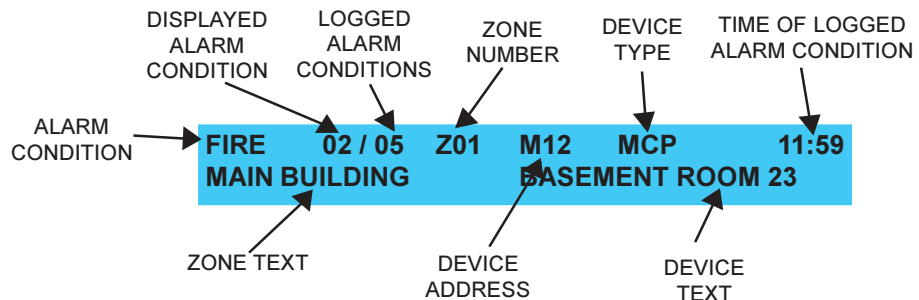 DISPLAYED LOGGED ZONE DEVICE TIME OF LOGGED
ALARM ALARM NUMBER TYPE ALARM CONDITION
CONDITION CONDITIONS
ALARM
CONDITION
FIRE 02 / 05 Z01 M12 MCP 11:59
MAIN BUILDING BASEMENT ROOM 23
ZONE TEXT DEVICE DEVICE
ADDRESS TEXT